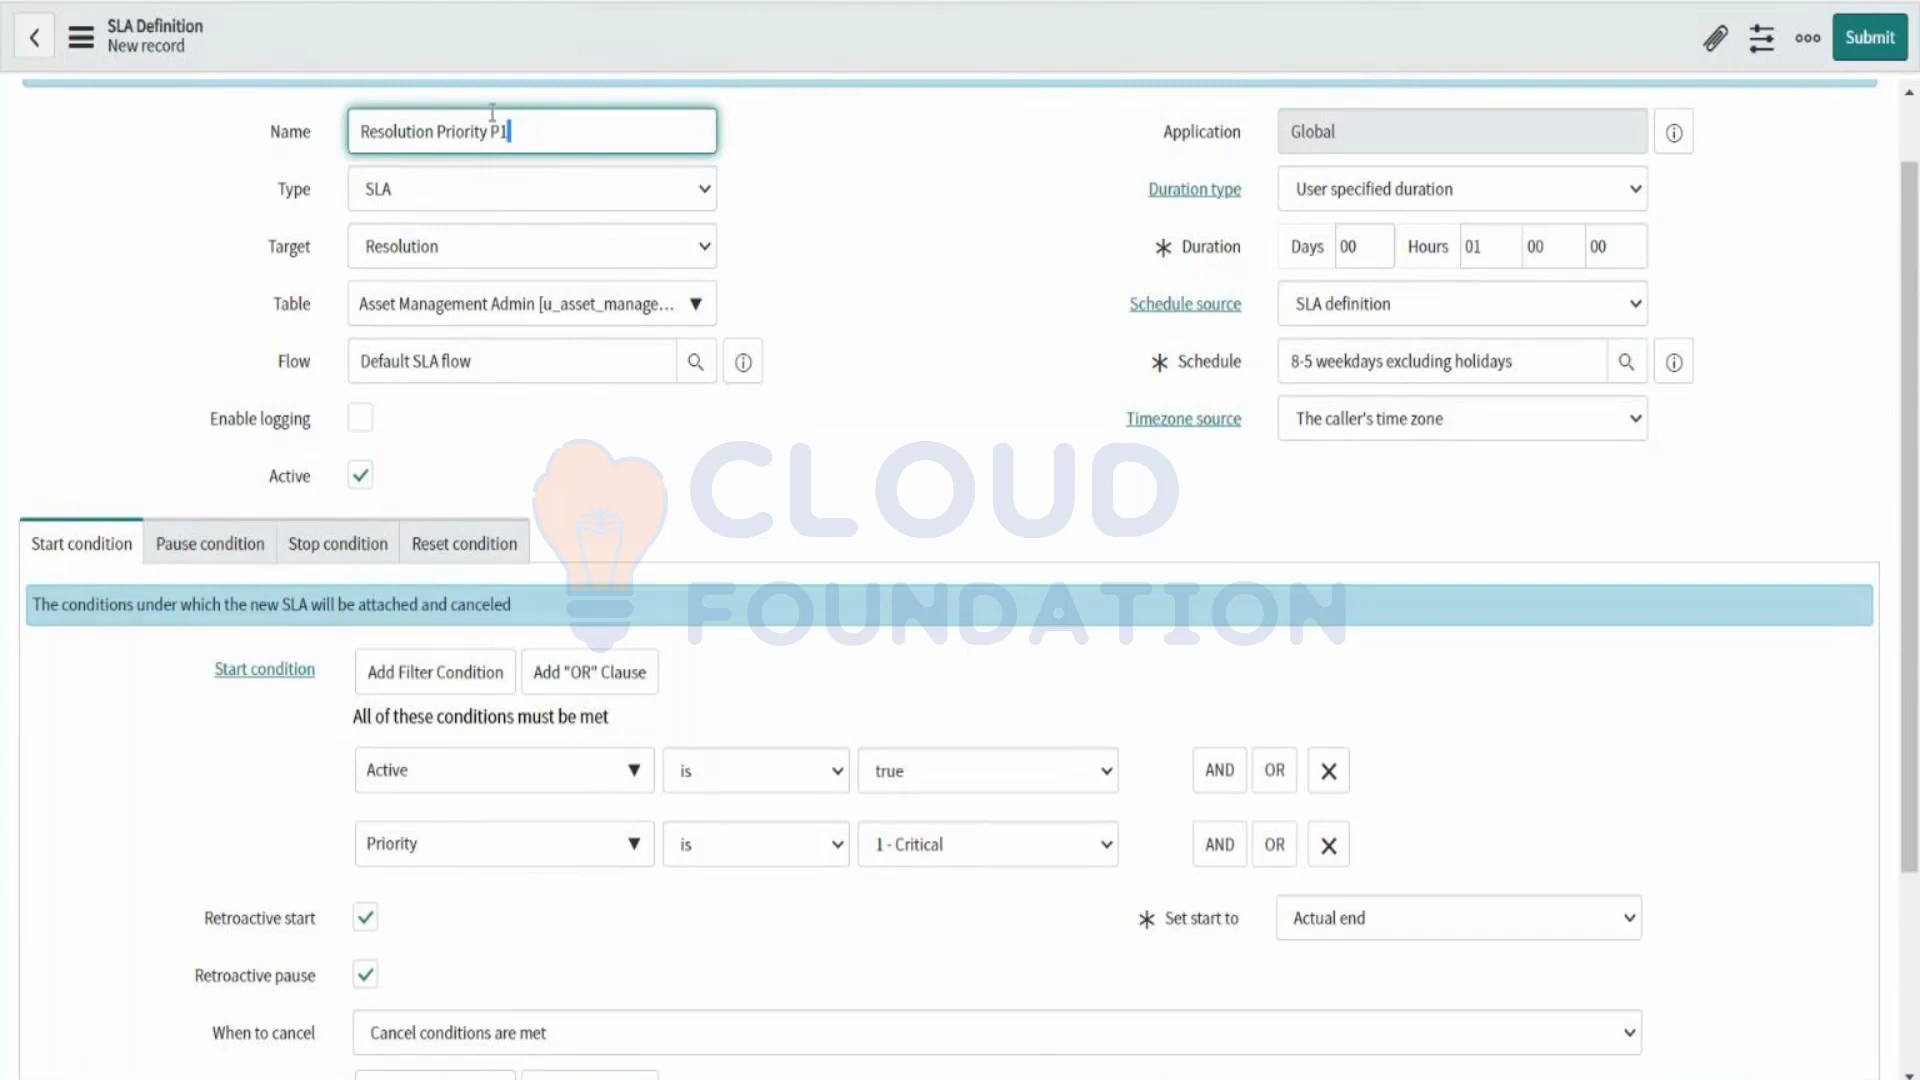 SLA Definition
New record
Submit
Name
Resolution Priority P1
Application
Global
Type
SLA
Duration type
User specified duration
Target
Resolution
Duration
Days 00 Hours 01 00 00
Table
Asset Management Admin [u_asset_manage...
Schedule source
SLA definition
Flow
Default SLA flow
Schedule
8-5 weekdays excluding holidays
Enable logging
Timezone source
The caller's time zone
Active
CLOUD
FOUNDATION
Start condition
Pause condition
Stop condition
Reset condition
The conditions under which the new SLA will be attached and canceled
Start condition
Add Filter Condition
Add "OR" Clause
All of these conditions must be met
Active is true AND OR
Priority is 1 - Critical AND OR
Retroactive start
Set start to
Actual end
Retroactive pause
When to cancel
Cancel conditions are met